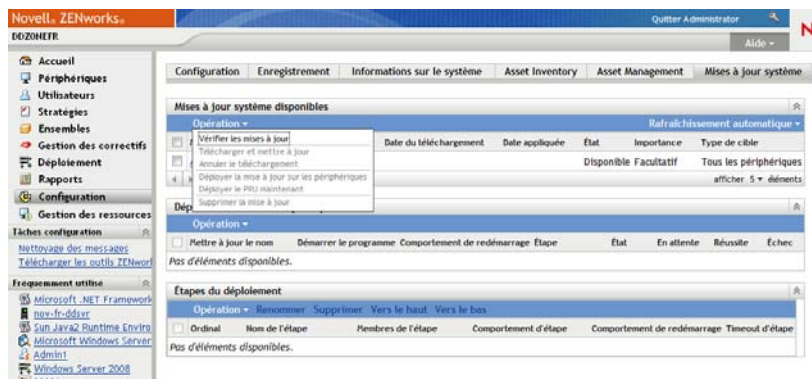 Novell® ZENworks®
Quitter Administrator
N
DDZONEFR
Aide
Accueil
Périphériques
Utilisateurs
Stratégies
Ensembles
Gestion des correctifs
Déploiement
Rapports
Configuration
Gestion des ressources
Tâches configuration
Nettoyage des messages
Télécharger les outils ZENworl
Fréquemment utilisé
Microsoft .NET Framework
nov-fr-ddsvr
Sun Java2 Runtime Enviro
Microsoft Windows Server
Admin1
Windows Server 2008
Configuration Enregistrement Informations sur le système Asset Inventory Asset Management Mises à jour système
Mises à jour système disponibles
Opération Rafraîchissement automatique
Date du téléchargement Date appliquée État Importance Type de cible
Vérifier les mises à jour
Télécharger et mettre à jour
Annuler le téléchargement
Déployer la mise à jour sur les périphériques
Déployer le PRU maintenant
Supprimer la mise à jour
Disponible Facultatif Tous les périphériques
afficher 5 éléments
Dép
Opération
Mettre à jour le nom Démarrer le programme Comportement de redémarrage Étape État En attente Réussite Échec
Pas d'éléments disponibles.
Étapes du déploiement
Opération Renommer Supprimer Vers le haut Vers le bas
Ordinal Nom de l'étape Membres de l'étape Comportement d'étape Comportement de redémarrage Timeout d'étape
Pas d'éléments disponibles.